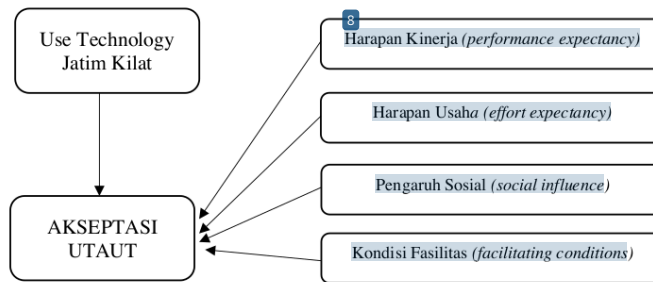 Use Technology
Jatim Kilat
AKSEPTASI
UTAUT
8
Harapan Kinerja (performance expectancy)
Harapan Usaha (effort expectancy)
Pengaruh Sosial (social influence)
Kondisi Fasilitas (facilitating conditions)